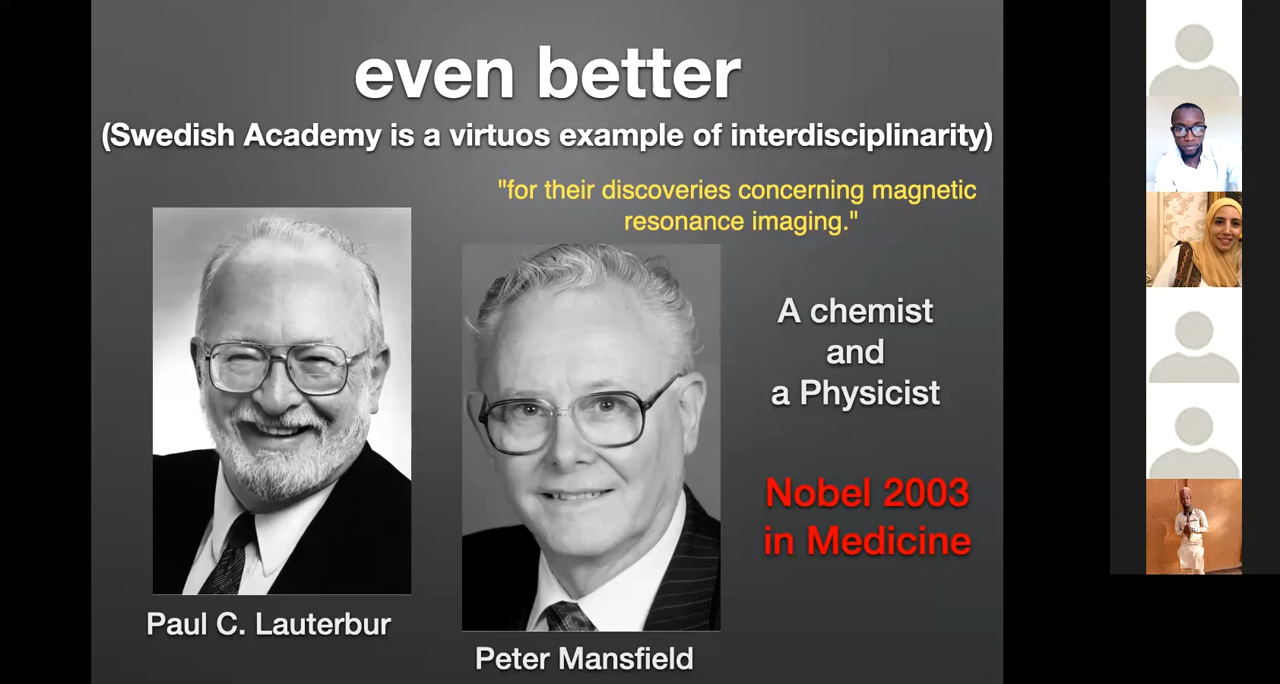 even better
(Swedish Academy is a virtuos example of interdisciplinarity)
"for their discoveries concerning magnetic
resonance imaging."
A chemist
and
a Physicist
Nobel 2003
in Medicine
Paul C. Lauterbur
Peter Mansfield